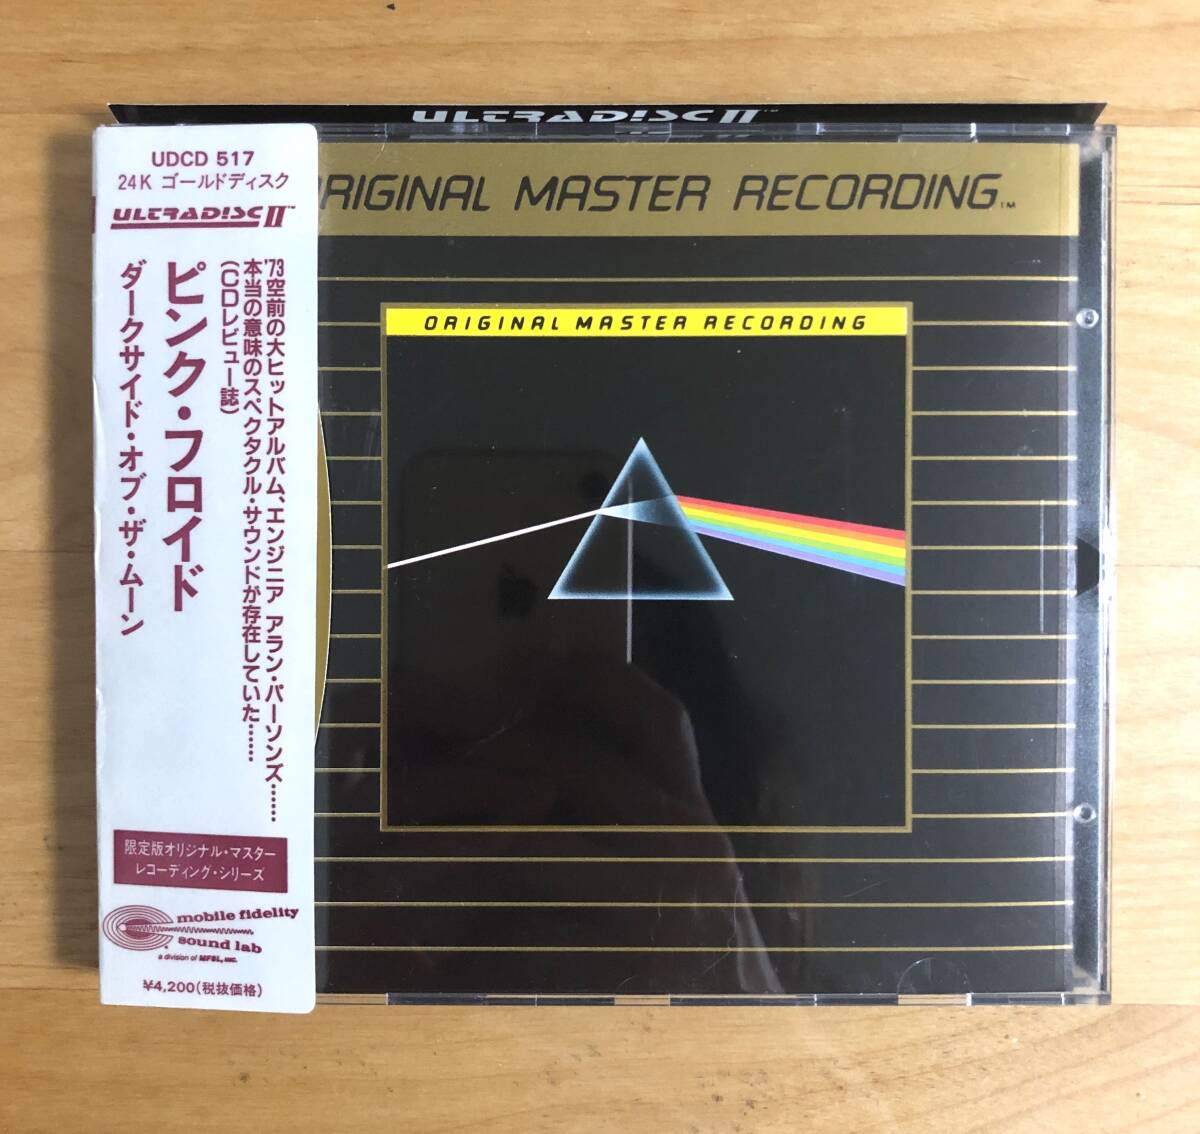 ULTRADISC II™
UDCD 517
24K ゴールドディスク
ULTRADISC II™
'73空前の大ヒットアルバム、エンジニア アラン・パーソンズ……
本当の意味のスペクタクル・サウンドが存在していた……
(CDレビュー誌)
ピンク・フロイド
ダークサイド・オブ・ザ・ムーン
限定版オリジナル・マスター
レコーディング・シリーズ
mobile fidelity
sound lab
a division of MFSL, INC.
¥4,200(税抜価格)
ORIGINAL MASTER RECORDING™
ORIGINAL MASTER RECORDING